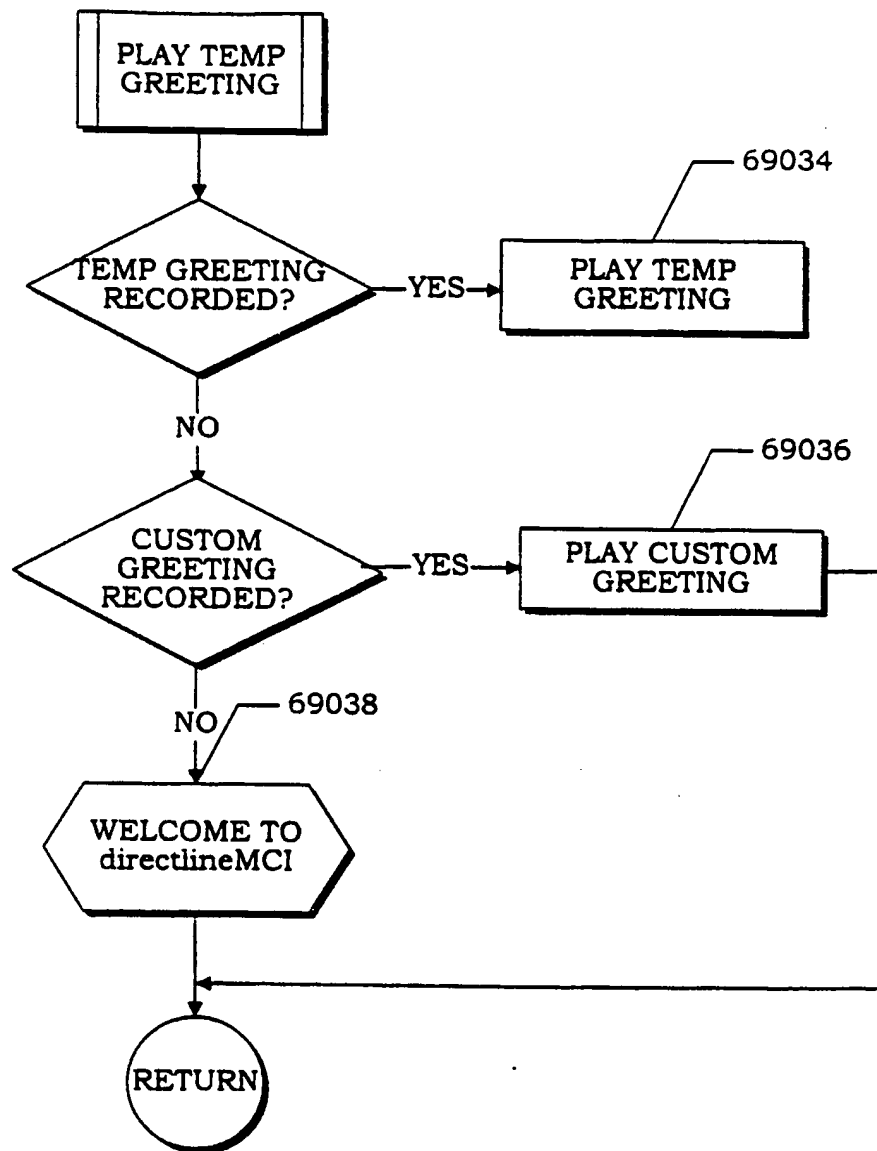 PLAY TEMP
GREETING
69034
TEMP GREETING
RECORDED?
YES
PLAY TEMP
GREETING
NO
69036
CUSTOM
GREETING
RECORDED?
YES
PLAY CUSTOM
GREETING
69038
NO
WELCOME TO
directlineMCI
RETURN